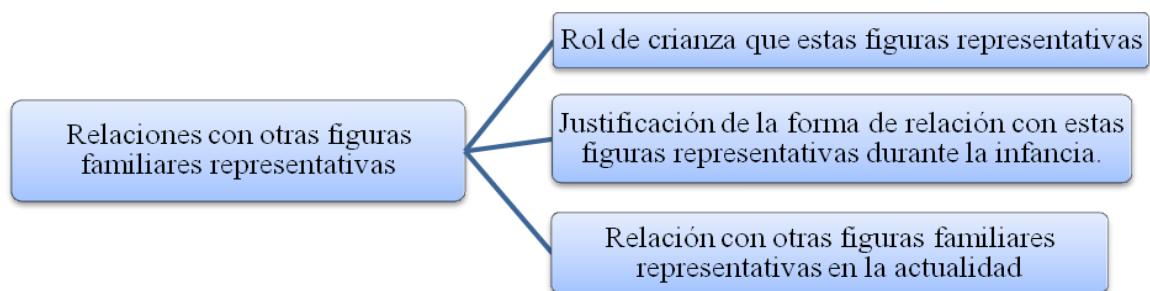 Relaciones con otras figuras
familiares representativas
Rol de crianza que estas figuras representativas
Justificación de la forma de relación con estas
figuras representativas durante la infancia.
Relación con otras figuras familiares
representativas en la actualidad